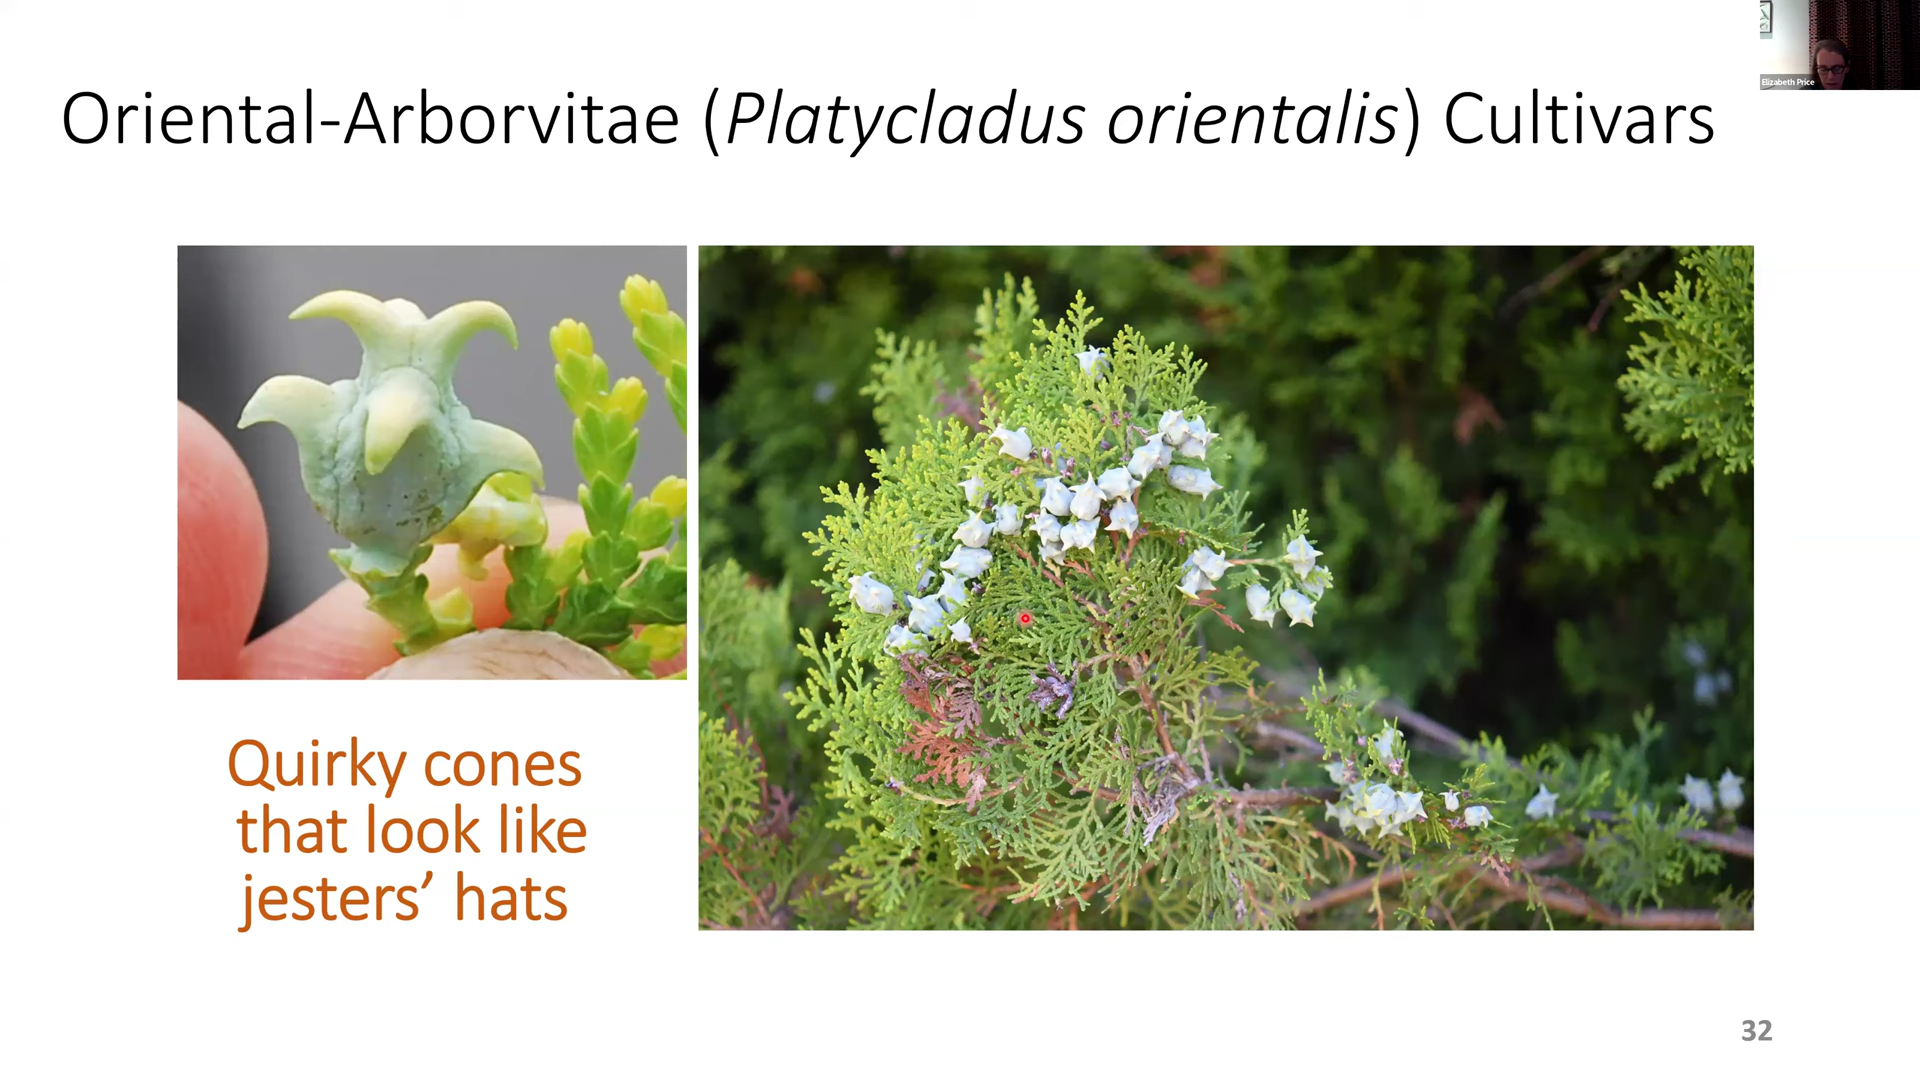 Elizabeth Price
Oriental-Arborvitae (Platycladus orientalis) Cultivars
Quirky cones
that look like
jesters’ hats
32